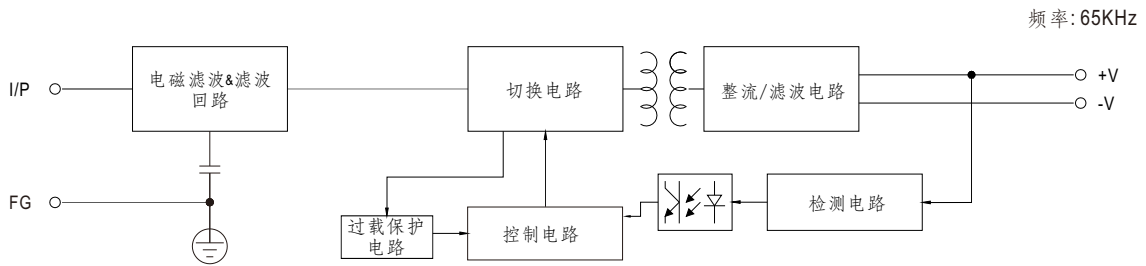 频率: 65KHz
I/P
电磁滤波&滤波
回路
切换电路
整流/滤波电路
+V
-V
FG
过载保护
电路
控制电路
检测电路